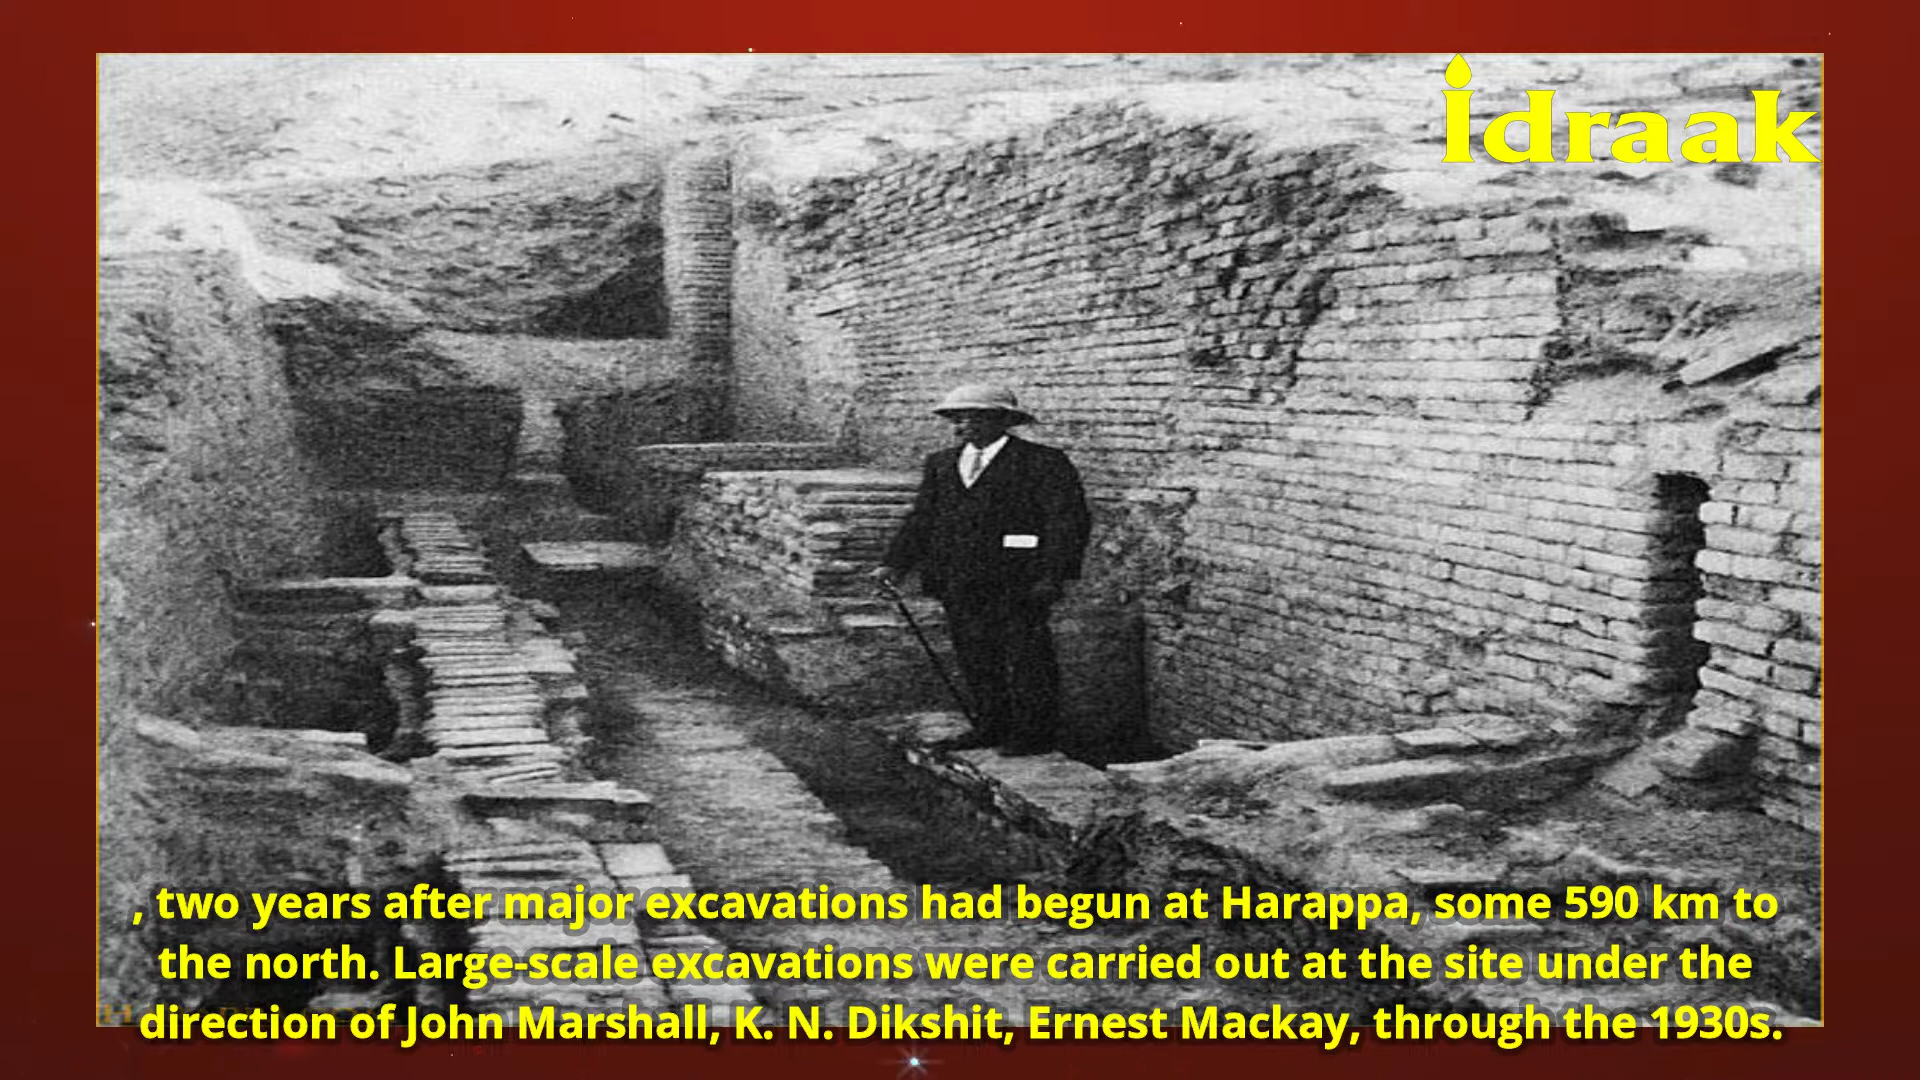 idraak
, two years after major excavations had begun at Harappa, some 590 km to
the north. Large-scale excavations were carried out at the site under the
direction of John Marshall, K. N. Dikshit, Ernest Mackay, through the 1930s.